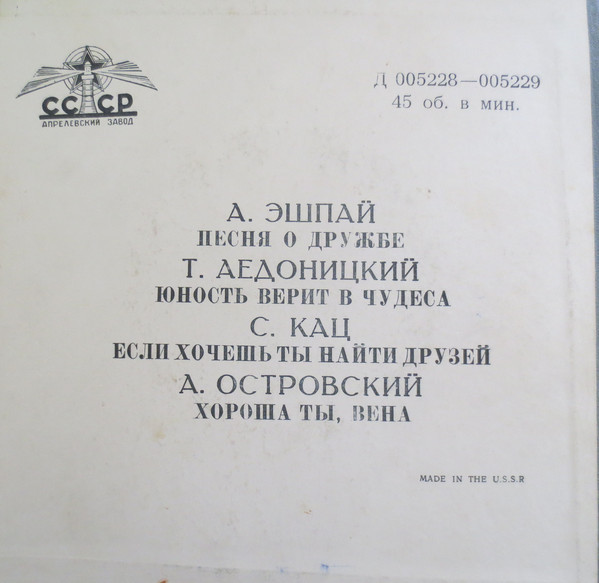 СССР
АПРЕЛЕВСКИЙ ЗАВОД
Д 005228—005229
45 об. в мин.
А. ЭШПАЙ
ПЕСНЯ О ДРУЖБЕ
Т. АЕДОНИЦКИЙ
ЮНОСТЬ ВЕРИТ В ЧУДЕСА
С. КАЦ
ЕСЛИ ХОЧЕШЬ ТЫ НАЙТИ ДРУЗЕЙ
А. ОСТРОВСКИЙ
ХОРОША ТЫ, ВЕНА
MADE IN THE U.S.S.R